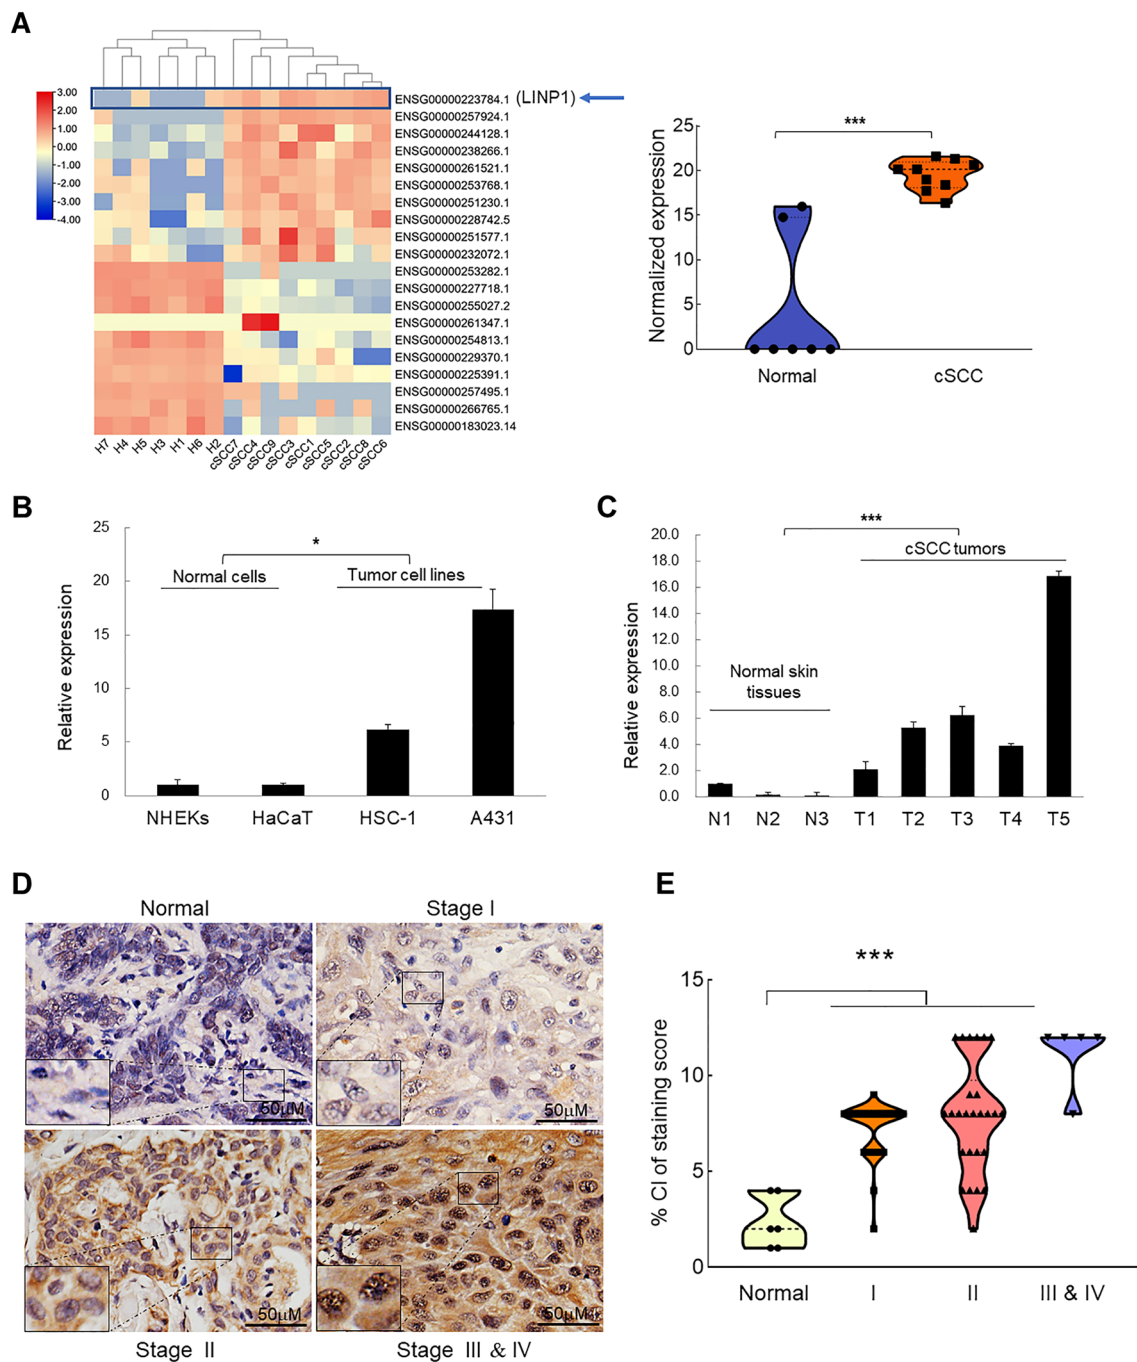 A
3.00
2.00
1.00
-1.00
-2.00
-3.00
-4.00
ENSG00000223784.1 (LINP1)
ENSG00000257924.1
ENSG00000244128.1
ENSG00000238266.1
ENSG00000261521.1
ENSG00000253768.1
ENSG00000251230.1
ENSG00000228742.5
ENSG00000251577.1
ENSG00000232072.1
ENSG00000253282.1
ENSG00000227718.1
ENSG00000255027.2
ENSG00000261347.1
ENSG00000254813.1
ENSG00000229370.1
ENSG00000225391.1
ENSG00000257495.1
ENSG00000266765.1
ENSG00000183023.14
H7 H4 H5 H3 H1 H6 H2 cSCC7 cSCC4 cSCC9 cSCC3 cSCC1 cSCC5 cSCC2 cSCC8 cSCC6
Normalized expression
25
20
15
10
5
0
***
Normal cSCC
B
Relative expression
25
20
15
10
5
0
*
Normal cells
Tumor cell lines
NHEKs HaCaT HSC-1 A431
C
Relative expression
20.0
18.0
16.0
14.0
12.0
10.0
8.0
6.0
4.0
2.0
0.0
***
cSCC tumors
Normal skin
tissues
N1 N2 N3 T1 T2 T3 T4 T5
D
Normal
Stage I
50μM
50μM
50μM
50μM
Stage II
Stage III & IV
E
% CI of staining score
15
10
5
0
***
Normal I II III & IV